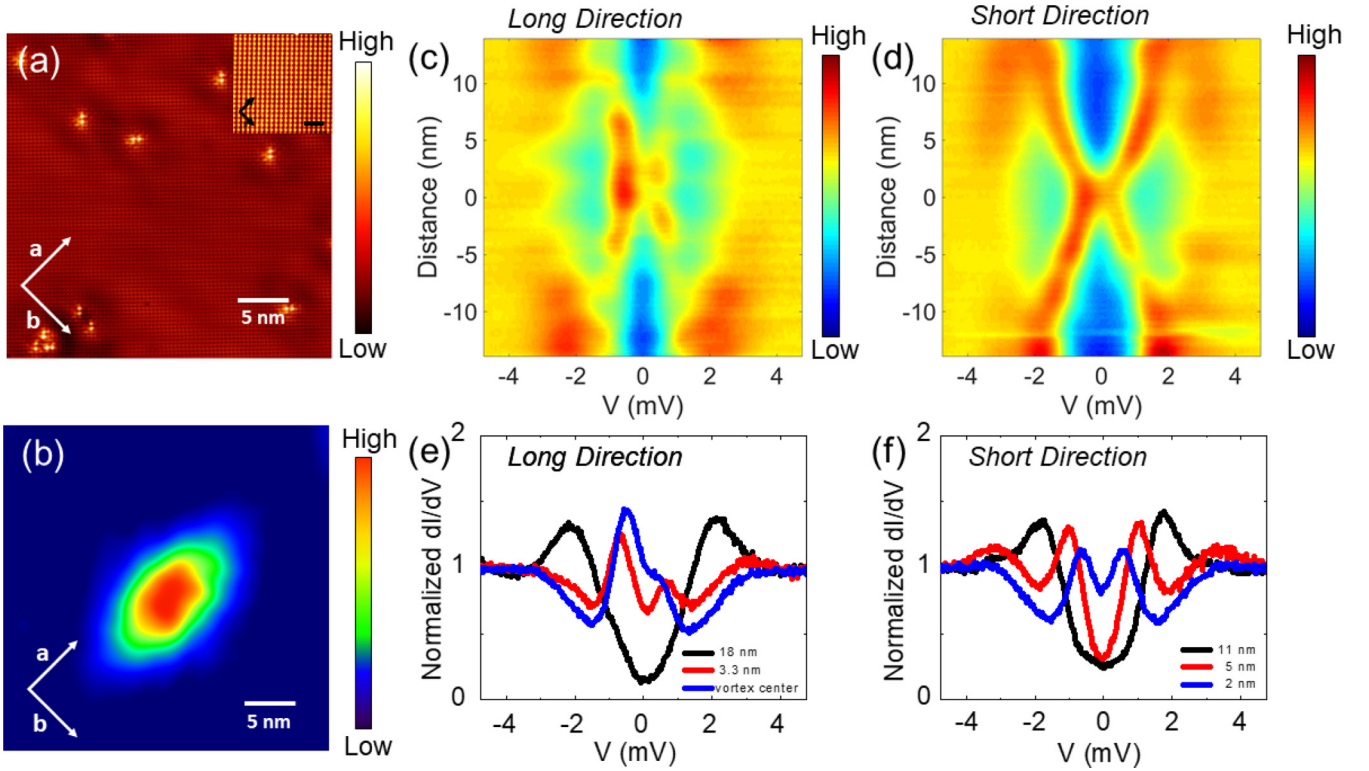 (a)
High
a
b
5 nm
Low
Long Direction
(c)
High
Distance (nm)
10
5
0
-5
-10
-4
-2
0
2
4
V (mV)
Low
Short Direction
(d)
High
Distance (nm)
10
5
0
-5
-10
-4
-2
0
2
4
V (mV)
Low
(b)
High
a
b
5 nm
Low
(e)
Long Direction
Normalized dI/dV
2
1
0
18 nm
3.3 nm
vortex center
-4
-2
0
2
4
V (mV)
(f)
Short Direction
Normalized dI/dV
2
1
0
11 nm
5 nm
2 nm
-4
-2
0
2
4
V (mV)